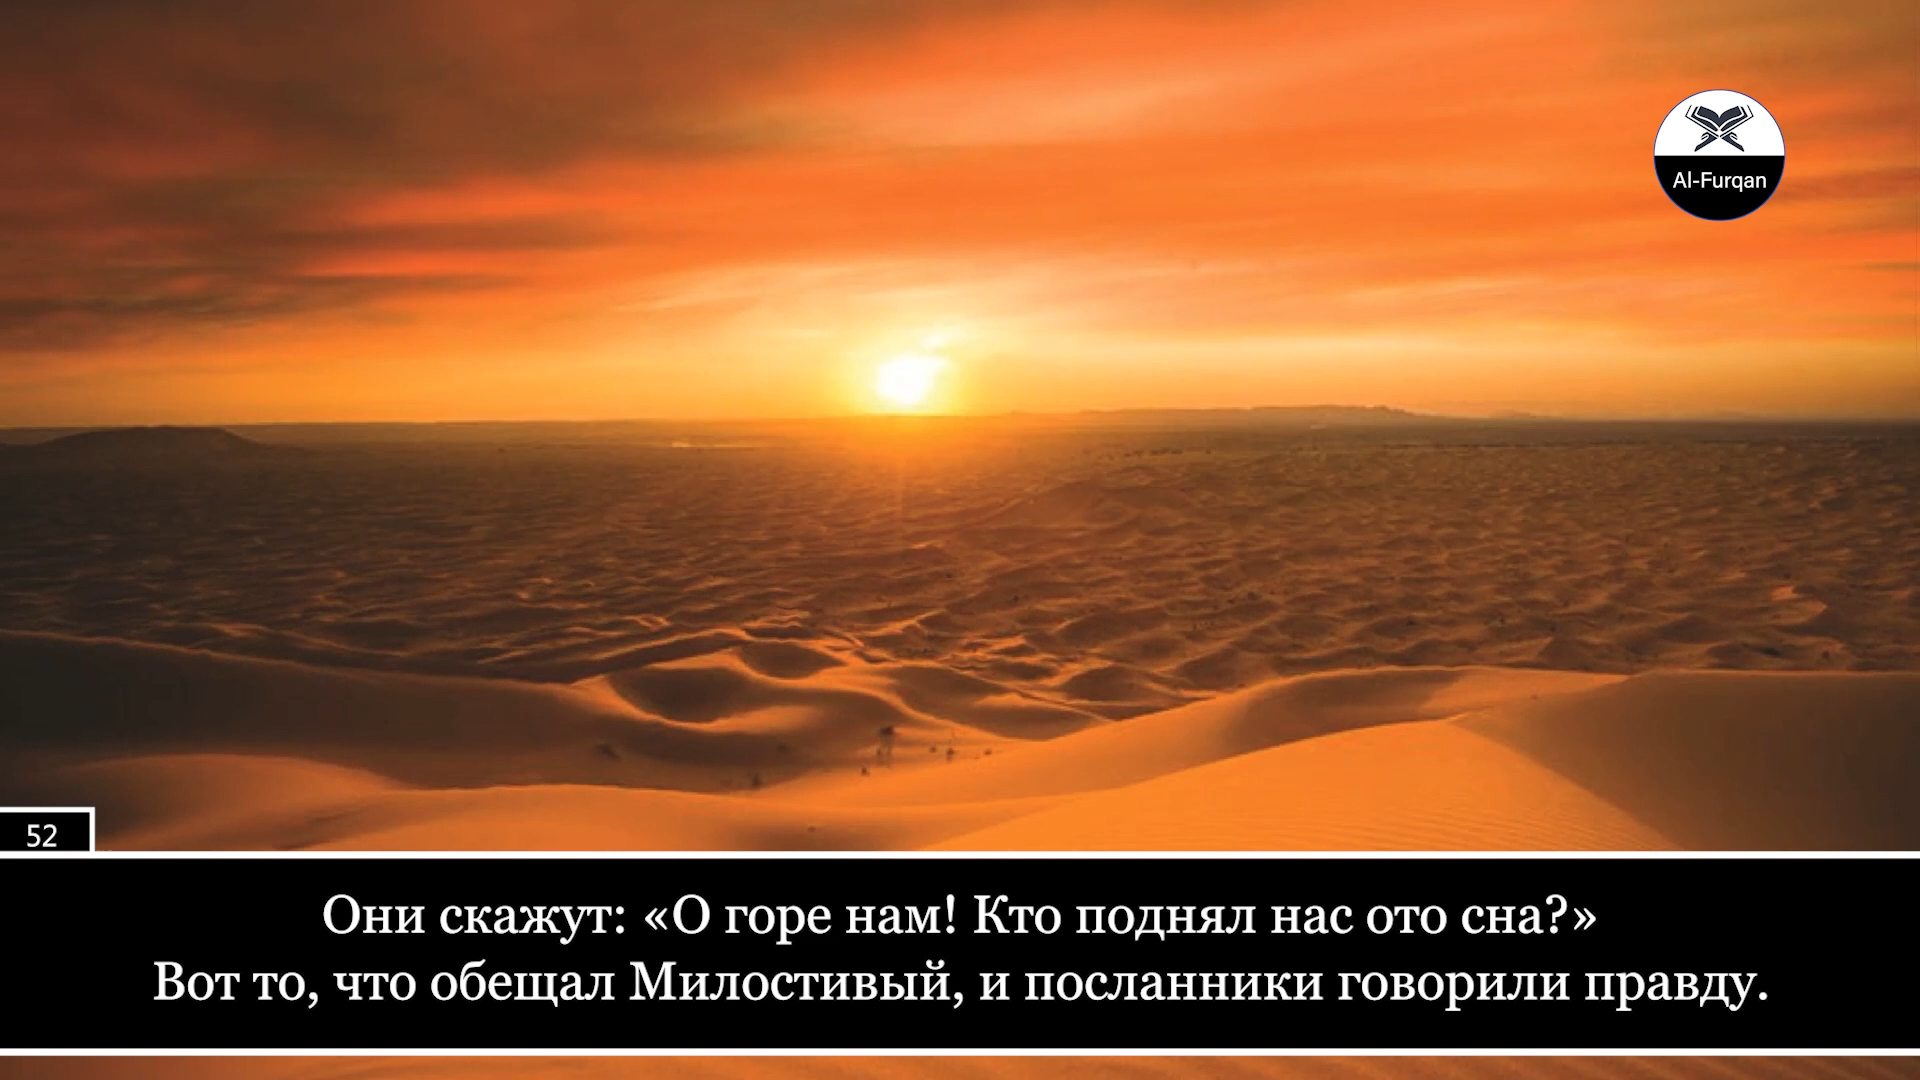 Al-Furqan
52
Они скажут: «О горе нам! Кто поднял нас ото сна?»
Вот то, что обещал Милостивый, и посланники говорили правду.